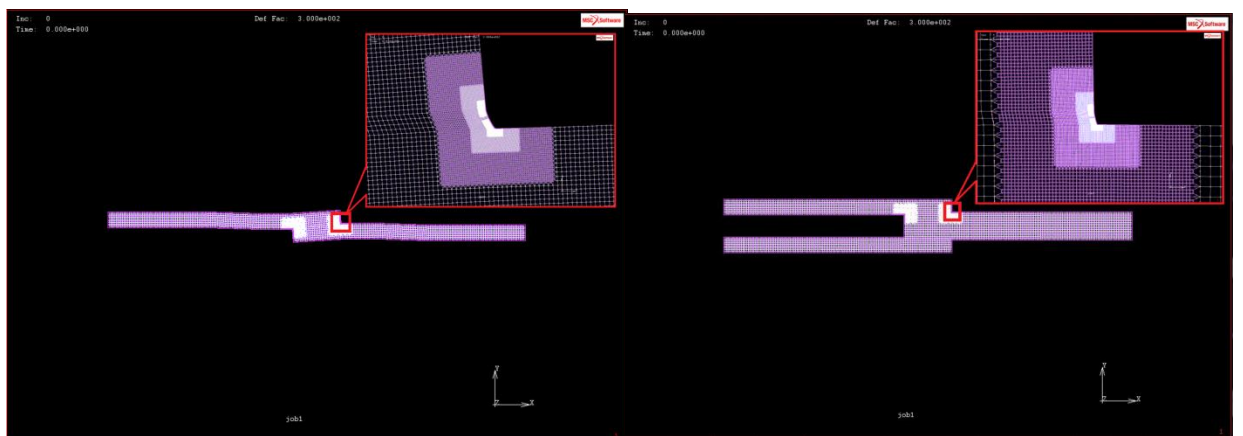 Inc: 0
Time: 0.000e+000
Def Fac: 3.000e+002
MSC Software
Y
Z
X
job1
Inc: 0
Time: 0.000e+000
Def Fac: 3.000e+002
MSC Software
Y
Z
X
job1